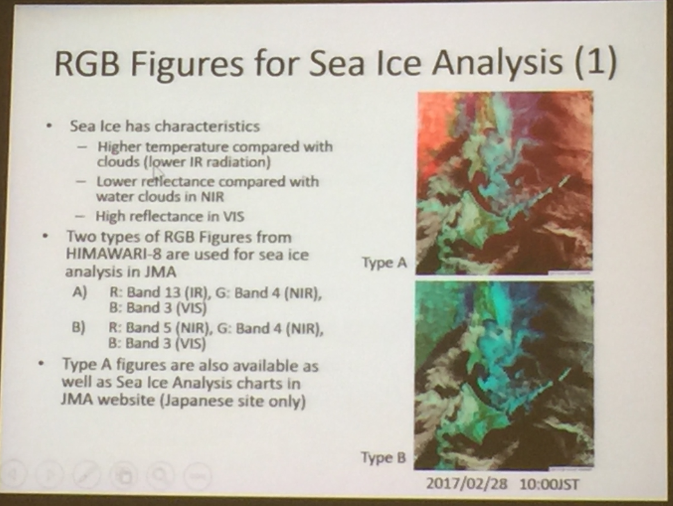 RGB Figures for Sea Ice Analysis (1)
• Sea Ice has characteristics
– Higher temperature compared with
clouds (lower IR radiation)
– Lower reflectance compared with
water clouds in NIR
– High reflectance in VIS
• Two types of RGB Figures from
HIMAWARI-8 are used for sea ice
analysis in JMA
A) R: Band 13 (IR), G: Band 4 (NIR),
B: Band 3 (VIS)
B) R: Band 5 (NIR), G: Band 4 (NIR),
B: Band 3 (VIS)
• Type A figures are also available as
well as Sea Ice Analysis charts in
JMA website (Japanese site only)
Type A
Type B
2017/02/28 10:00JST